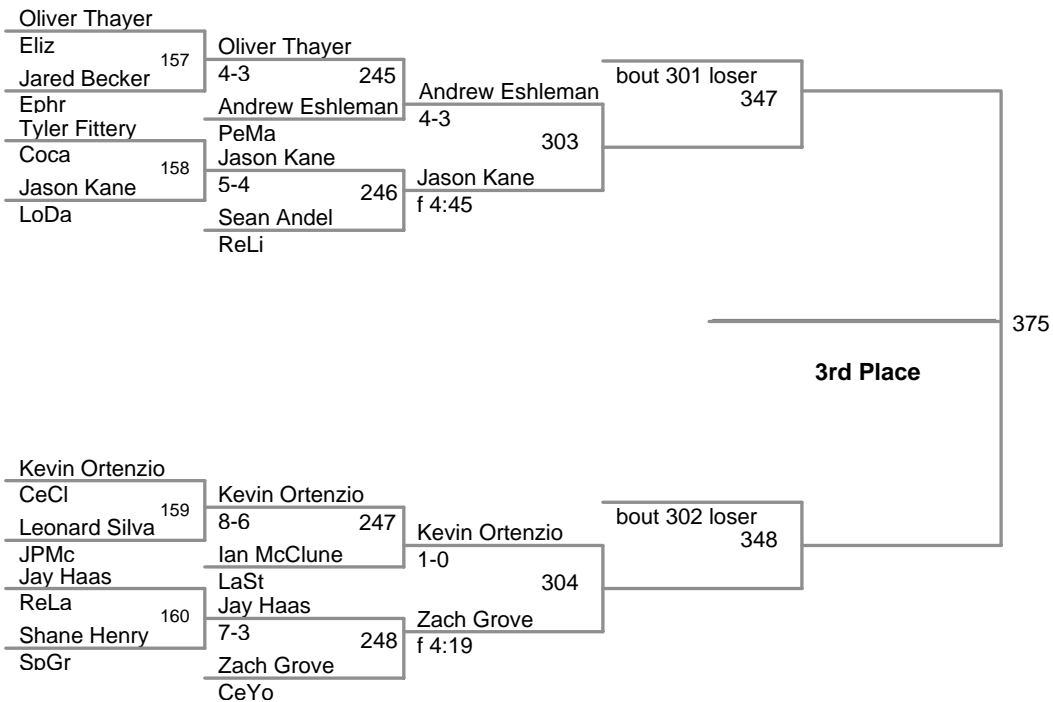 Oliver Thayer
Eliz
157
Jared Becker
Ephr
Oliver Thayer
4-3
245
Andrew Eshleman
PeMa
Andrew Eshleman
4-3
bout 301 loser
347
Tyler Fittery
Coca
158
Jason Kane
LoDa
Jason Kane
5-4
246
Sean Andel
ReLi
303
Jason Kane
f 4:45
375
3rd Place
Kevin Ortenzio
CeCl
159
Leonard Silva
JPMc
Kevin Ortenzio
8-6
247
Ian McClune
LaSt
Kevin Ortenzio
1-0
bout 302 loser
348
Jay Haas
ReLa
160
Shane Henry
SpGr
Jay Haas
7-3
248
Zach Grove
CeYo
304
Zach Grove
f 4:19